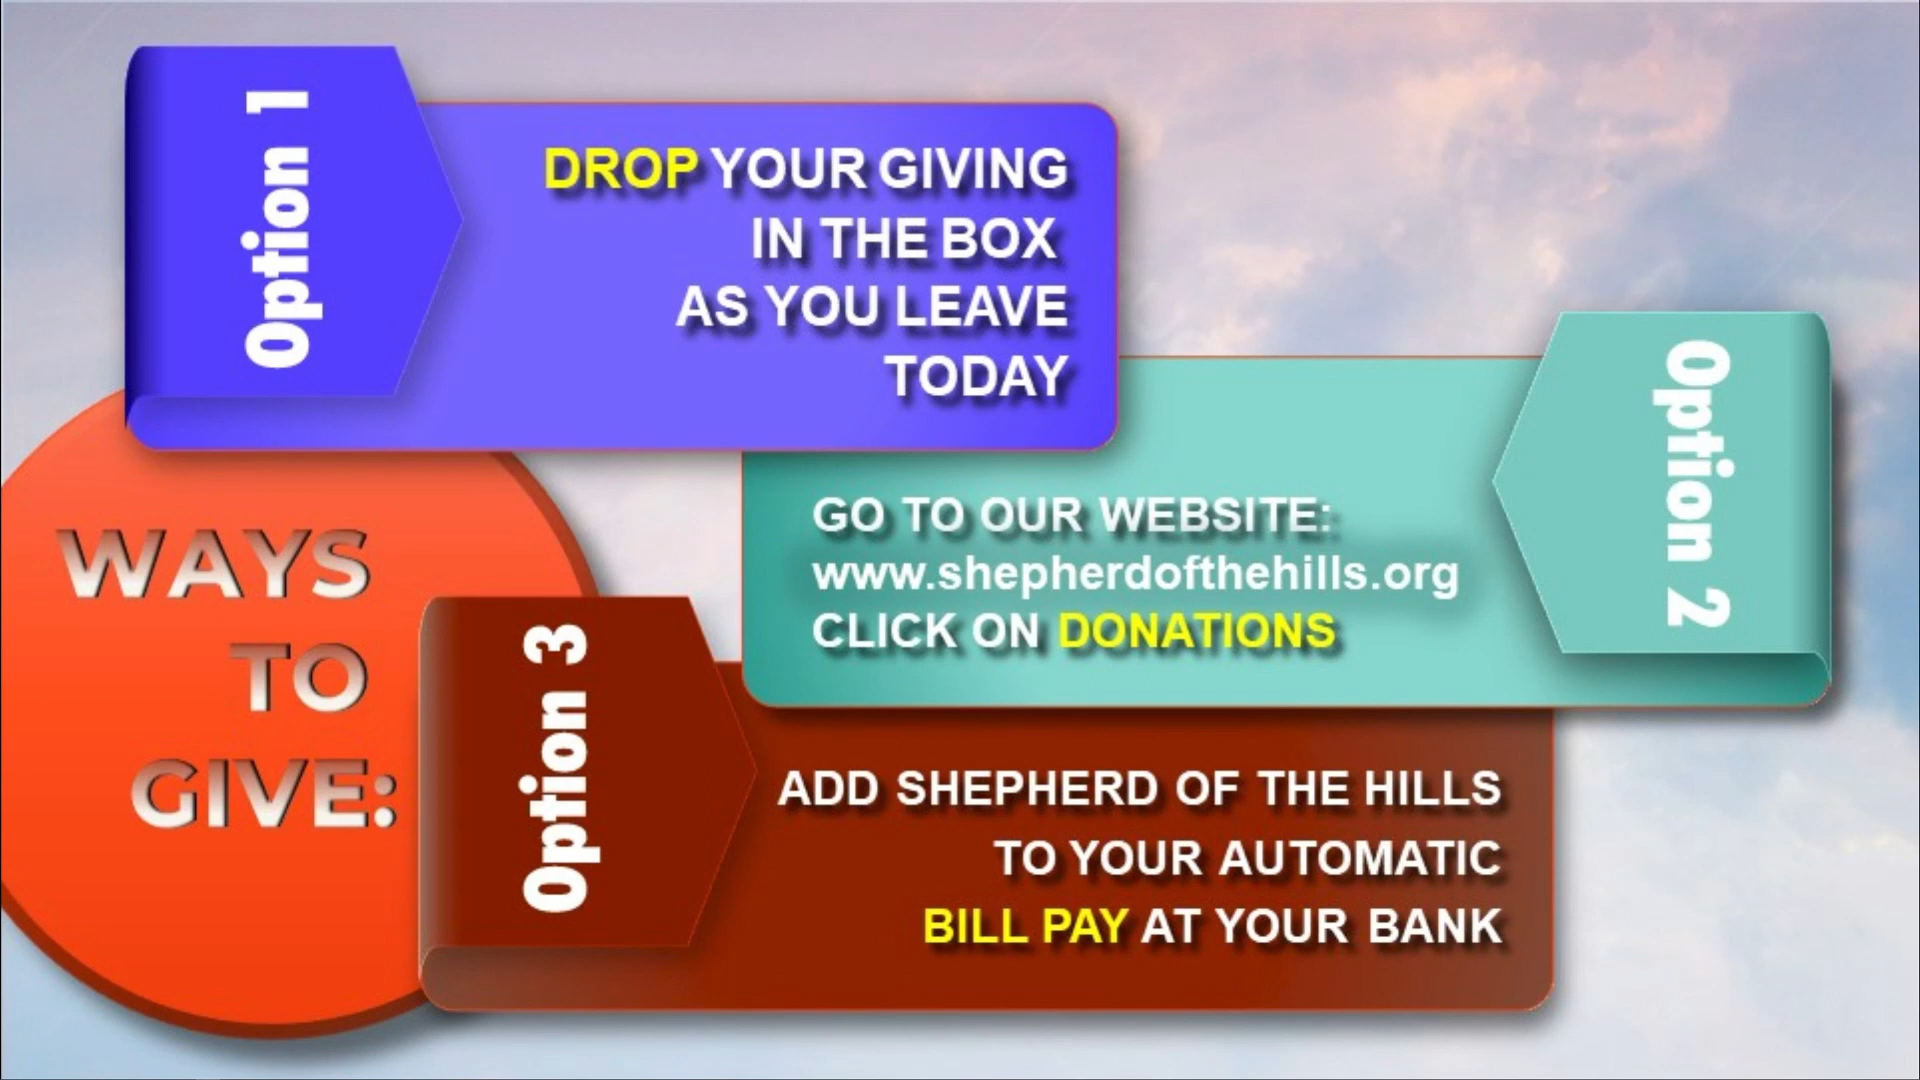 Option 1
DROP YOUR GIVING
IN THE BOX
AS YOU LEAVE
TODAY
Option 2
GO TO OUR WEBSITE:
www.shepherdofthehills.org
CLICK ON DONATIONS
WAYS
TO
GIVE:
Option 3
ADD SHEPHERD OF THE HILLS
TO YOUR AUTOMATIC
BILL PAY AT YOUR BANK